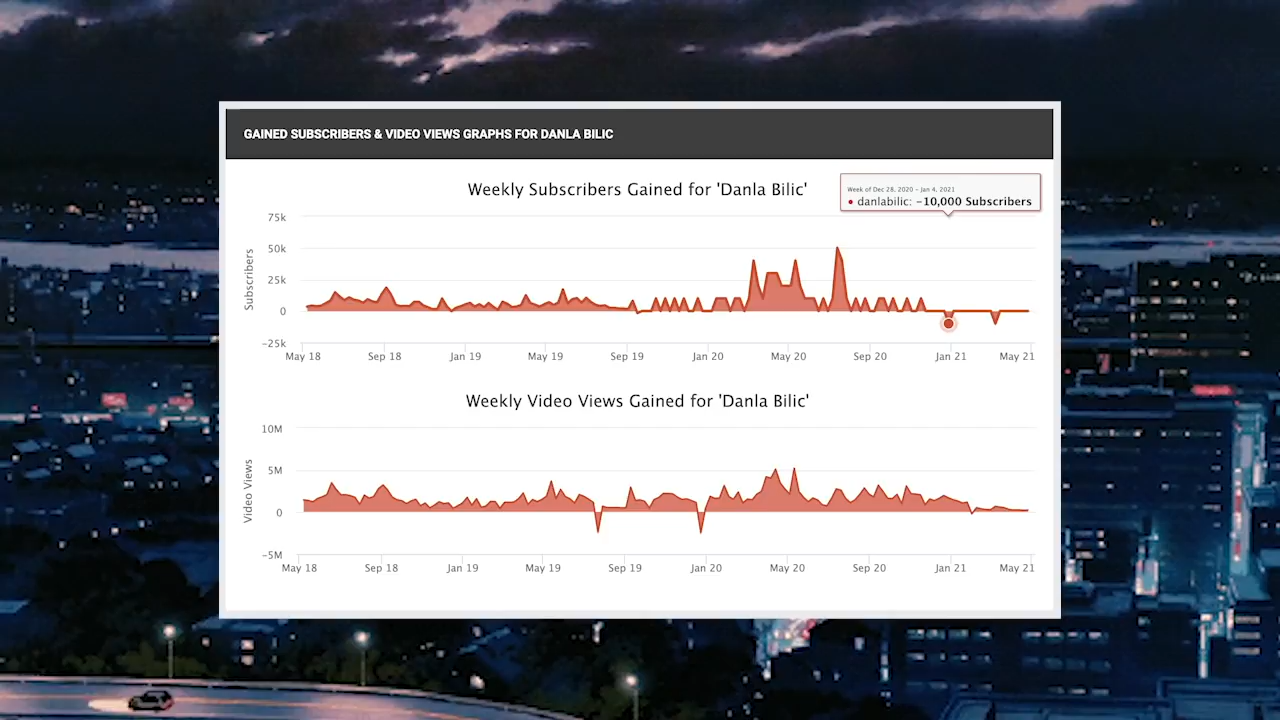 GAINED SUBSCRIBERS & VIDEO VIEWS GRAPHS FOR DANLA BILIC
Weekly Subscribers Gained for 'Danla Bilic'
Week of Dec 28, 2020 – Jan 4, 2021
danlabilic: −10,000 Subscribers
Subscribers
75k
50k
25k
0
−25k
May 18 Sep 18 Jan 19 May 19 Sep 19 Jan 20 May 20 Sep 20 Jan 21 May 21
Weekly Video Views Gained for 'Danla Bilic'
Video Views
10M
5M
0
−5M
May 18 Sep 18 Jan 19 May 19 Sep 19 Jan 20 May 20 Sep 20 Jan 21 May 21